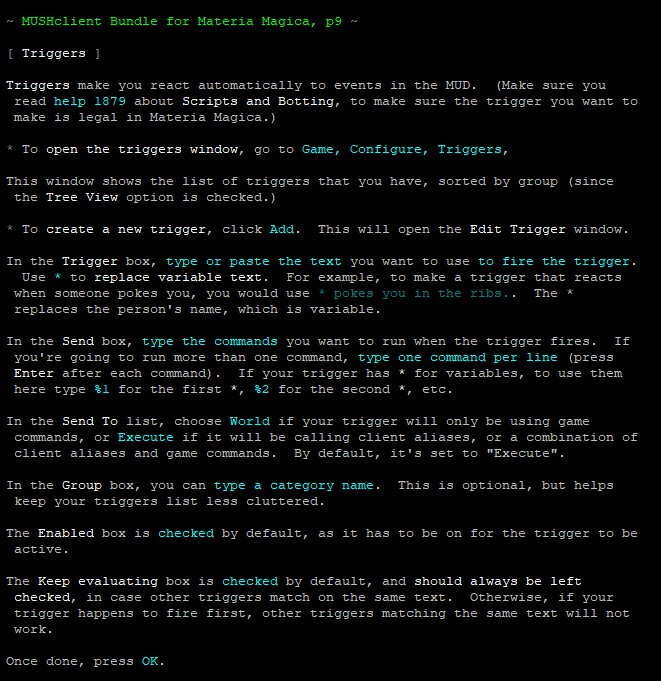 ~ MUSHclient Bundle for Materia Magica, p9 ~
[ Triggers ]
Triggers make you react automatically to events in the MUD.  (Make sure you
read help 1879 about Scripts and Botting, to make sure the trigger you want to
make is legal in Materia Magica.)
* To open the triggers window, go to Game, Configure, Triggers,
This window shows the list of triggers that you have, sorted by group (since
the Tree View option is checked.)
* To create a new trigger, click Add.  This will open the Edit Trigger window.
In the Trigger box, type or paste the text you want to use to fire the trigger.
Use * to replace variable text.  For example, to make a trigger that reacts
when someone pokes you, you would use * pokes you in the ribs..  The *
replaces the person's name, which is variable.
In the Send box, type the commands you want to run when the trigger fires.  If
you're going to run more than one command, type one command per line (press
Enter after each command).  If your trigger has * for variables, to use them
here type %1 for the first *, %2 for the second *, etc.
In the Send To list, choose World if your trigger will only be using game
commands, or Execute if it will be calling client aliases, or a combination of
client aliases and game commands.  By default, it's set to "Execute".
In the Group box, you can type a category name.  This is optional, but helps
keep your triggers list less cluttered.
The Enabled box is checked by default, as it has to be on for the trigger to be
active.
The Keep evaluating box is checked by default, and should always be left
checked, in case other triggers match on the same text.  Otherwise, if your
trigger happens to fire first, other triggers matching the same text will not
work.
Once done, press OK.